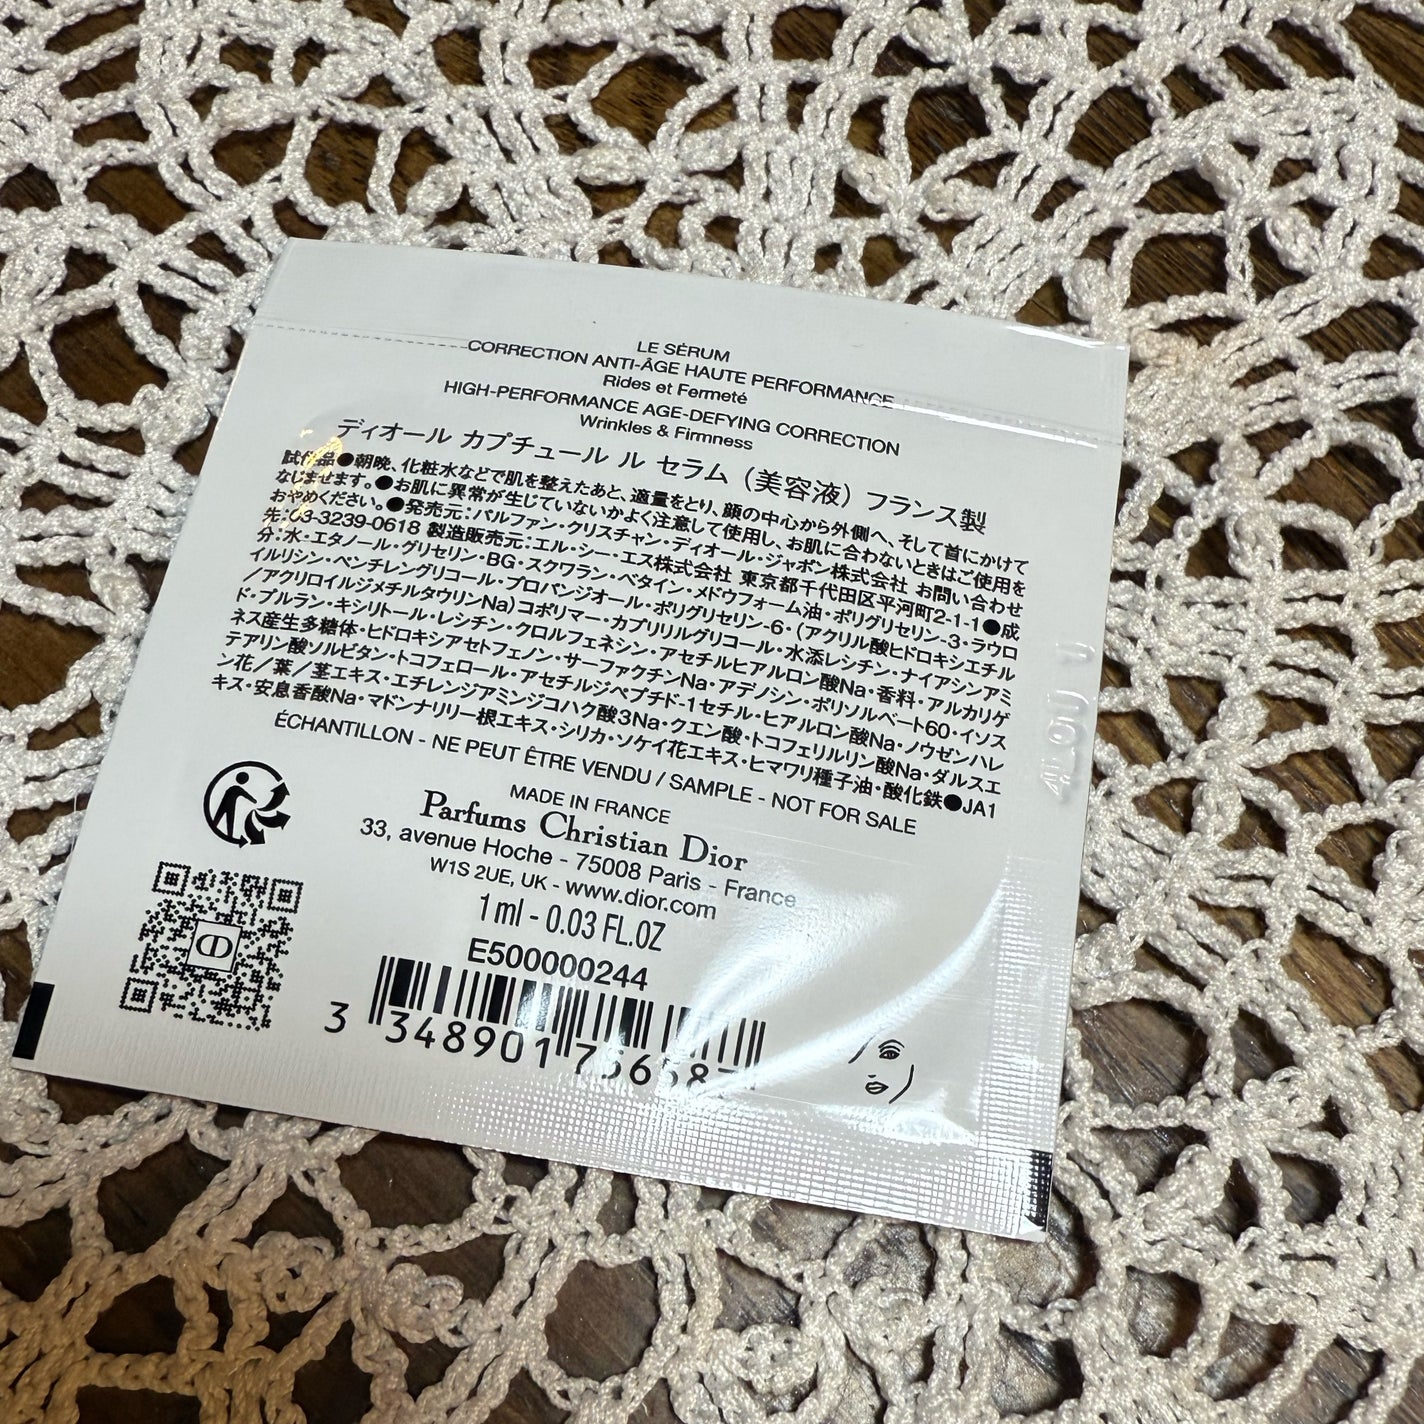 LE SÉRUM
CORRECTION ANTI-ÂGE HAUTE PERFORMANCE
Rides et Fermeté
HIGH-PERFORMANCE AGE-DEFYING CORRECTION
Wrinkles & Firmness
ディオール カプチュール ル セラム（美容液）フランス製
試供品●朝晩、化粧水などで肌を整えたあと、適量をとり、顔の中心から外側へ、そして首にかけて
なじませます。●お肌に異常が生じていないかよく注意して使用し、お肌に合わないときはご使用を
おやめください。●発売元：パルファン・クリスチャン・ディオール・ジャポン株式会社 お問い合わせ
先：03-3239-0618 製造販売元：エル・シー・エス株式会社 東京都千代田区平河町2-1-1●成
分：水・エタノール・グリセリン・BG・スクワラン・ベタイン・メドウフォーム油・ポリグリセリン-3・ラウロ
イルリシン・ペンチレングリコール・プロパンジオール・ポリグリセリン-6・（アクリル酸ヒドロキシエチル
／アクリロイルジメチルタウリンNa）コポリマー・カプリリルグリコール・水添レシチン・ナイアシンアミ
ド・プルラン・キシリトール・レシチン・クロルフェネシン・アセチルヒアルロン酸Na・香料・アルカリゲ
ネス産生多糖体・ヒドロキシアセトフェノン・サーファクチンNa・アデノシン・ポリソルベート60・イソス
テアリン酸ソルビタン・トコフェロール・アセチルジペプチド-1セチル・ヒアルロン酸Na・ノウゼンハレ
ン花／葉／茎エキス・エチレンジアミンジコハク酸3Na・クエン酸・トコフェリルリン酸Na・ダルスエ
キス・安息香酸Na・マドンナリリー根エキス・シリカ・ソケイ花エキス・ヒマワリ種子油・酸化鉄●JA1
ÉCHANTILLON - NE PEUT ÊTRE VENDU / SAMPLE - NOT FOR SALE
MADE IN FRANCE
Parfums Christian Dior
33, avenue Hoche - 75008 Paris - France
W1S 2UE, UK - www.dior.com
1 ml - 0.03 FL.OZ
E500000244
CD